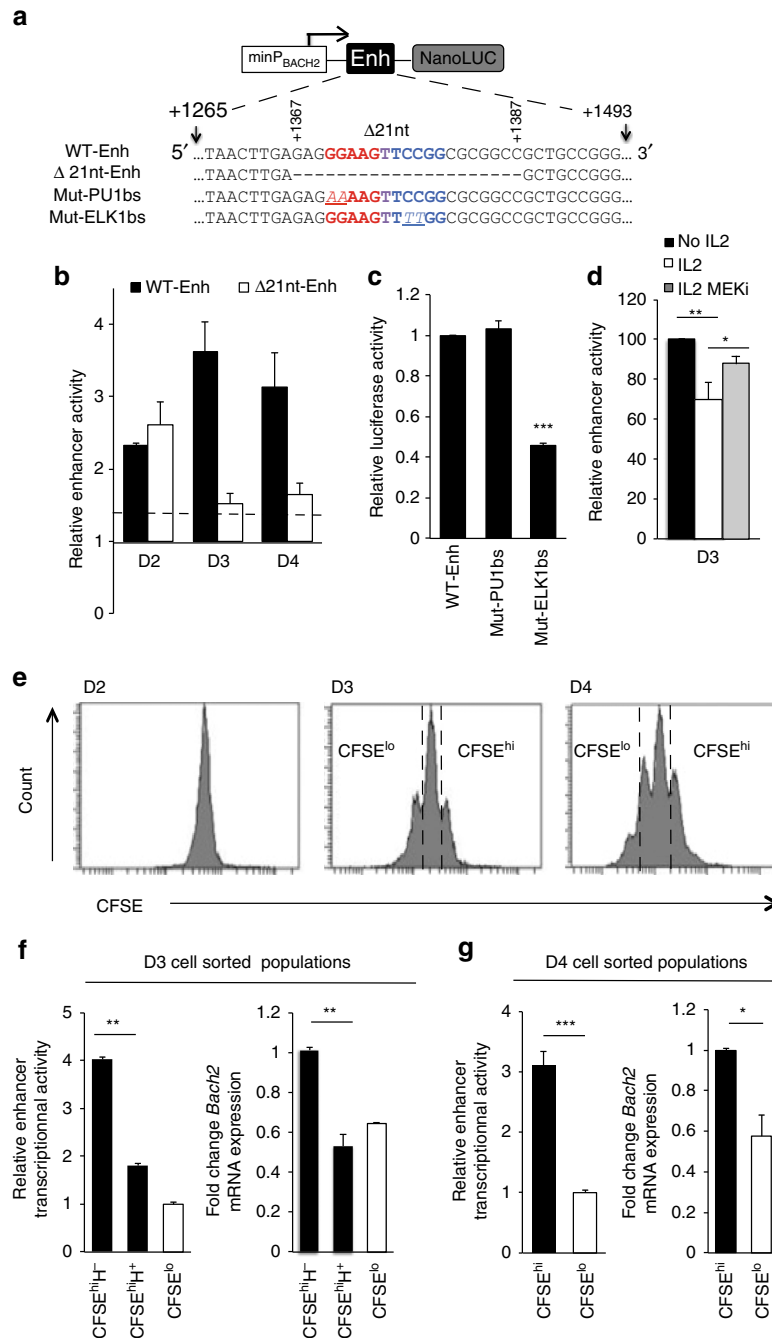 a
minP_BACH2 Enh NanoLUC
+1265 +1367 Δ21nt +1387 +1493
WT-Enh 5′ ...TAACTTGAGAGGGAAGTTCCGGCGCGGCCGCTGCCGGG... 3′
Δ 21nt-Enh ...TAACTTGA---------------------GCTGCCGGG...
Mut-PU1bs ...TAACTTGAGAGAAAAGTTCCGGCGCGGCCGCTGCCGGG...
Mut-ELK1bs ...TAACTTGAGAGGGAAGTTTTGGCGCGGCCGCTGCCGGG...
b
WT-Enh Δ21nt-Enh
Relative enhancer activity
4
3
2
1
0
D2 D3 D4
c
Relative luciferase activity
1.2
1
0.8
0.6
0.4
0.2
0
***
WT-Enh
Mut-PU1bs
Mut-ELK1bs
No IL2
d IL2
IL2 MEKi
Relative enhancer activity
120
100
80
60
40
20
0
** *
D3
e
D2 D3 D4
Count
CFSE^lo CFSE^hi CFSE^lo CFSE^hi
CFSE
f
D3 cell sorted populations
Relative enhancer
transcriptionnal activity
5
4
3
2
1
0
**
CFSE^hiH^−
CFSE^hiH^+
CFSE^lo
Fold change Bach2
mRNA expression
1.2
1
0.8
0.6
0.4
0.2
0
**
CFSE^hiH^−
CFSE^hiH^+
CFSE^lo
g
D4 cell sorted populations
Relative enhancer
transcriptionnal activity
4
3
2
1
0
***
CFSE^hi
CFSE^lo
Fold change Bach2
mRNA expression
1.2
1
0.8
0.6
0.4
0.2
0
*
CFSE^hi
CFSE^lo